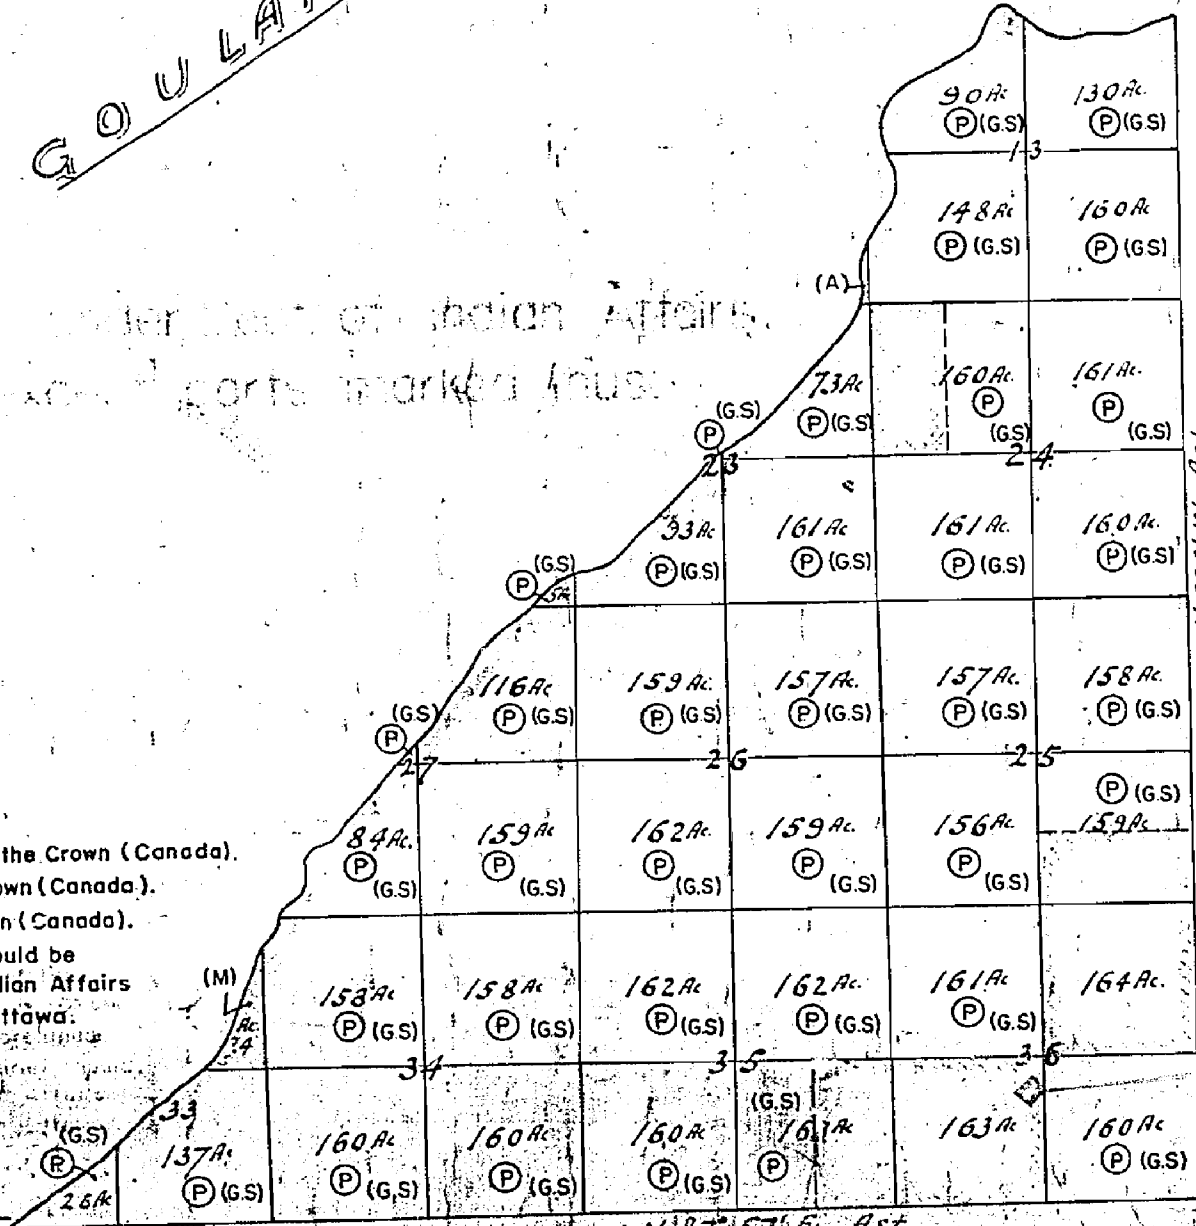 GOULA
90 Ac 130 Ac.
P (G.S) P (G.S)
13
148 Ac 160 Ac
P (G.S) P (G.S)
(A)
Indian Affairs
parts marked thus
73 Ac 160 Ac. 161 Ac.
P (G.S) P (G.S) P (G.S)
P (G.S)
23 24
93 Ac 161 Ac 161 Ac. 160 Ac.
P (G.S) P (G.S) P (G.S) P (G.S)
P (G.S)
116 Ac 159 Ac. 157 Ac. 157 Ac. 158 Ac.
P (G.S) P (G.S) P (G.S) P (G.S) P (G.S)
P (G.S)
27 26 25
P (G.S)
84 Ac. 159 Ac 162 Ac. 159 Ac. 156 Ac. 159 Ac.
P (G.S) P (G.S) P (G.S) P (G.S) P (G.S)
the Crown (Canada).
own (Canada).
n (Canada).
ould be
dian Affairs
ttawa.
(M)
Ac.
158 Ac 158 Ac 162 Ac 162 Ac. 161 Ac 164 Ac.
P (G.S) P (G.S) P (G.S) P (G.S) P (G.S)
34 35 36
33
(G.S) P 26 Ac
137 Ac. 160 Ac 160 Ac 160 Ac 161 Ac 163 Ac 160 Ac
P (G.S) P (G.S) P (G.S) P (G.S) (G.S) P P (G.S)